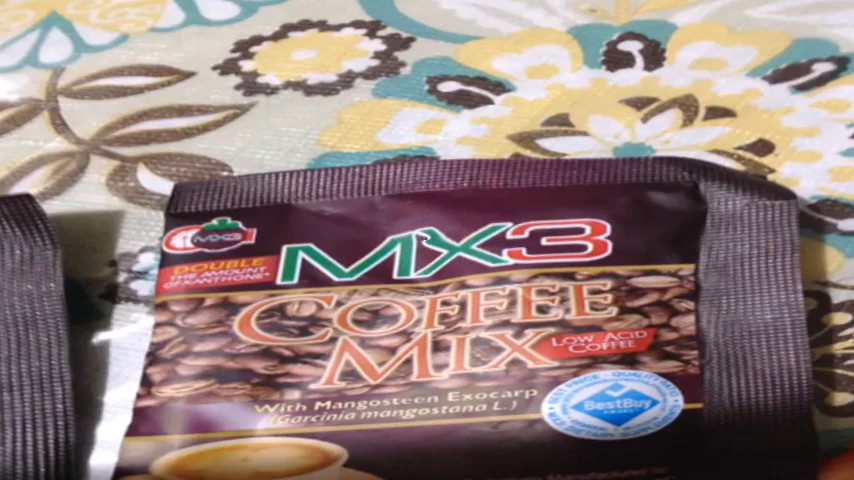 MX3
DOUBLE
THE AMOUNT
OF XANTHONE*
MX3
COFFEE
MIX
LOW ACID
COFFEE
With Mangosteen Exocarp
(Garcinia mangostana L.)
BestBuy